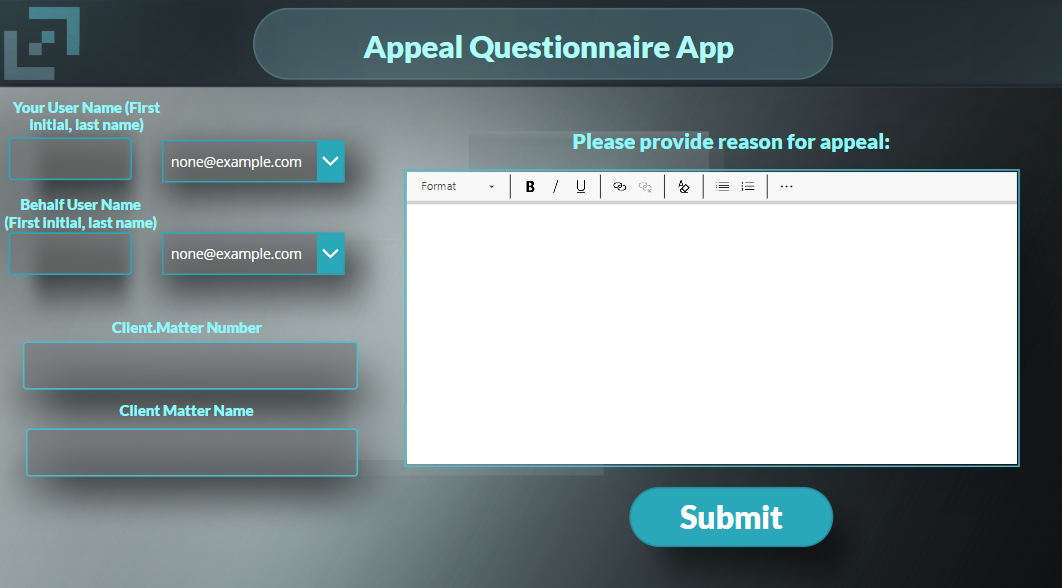 Appeal Questionnaire App
Your User Name (First
initial, last name)
none@example.com
Behalf User Name
(First initial, last name)
none@example.com
Client.Matter Number
Client Matter Name
Please provide reason for appeal:
Format
B I U
...
Submit